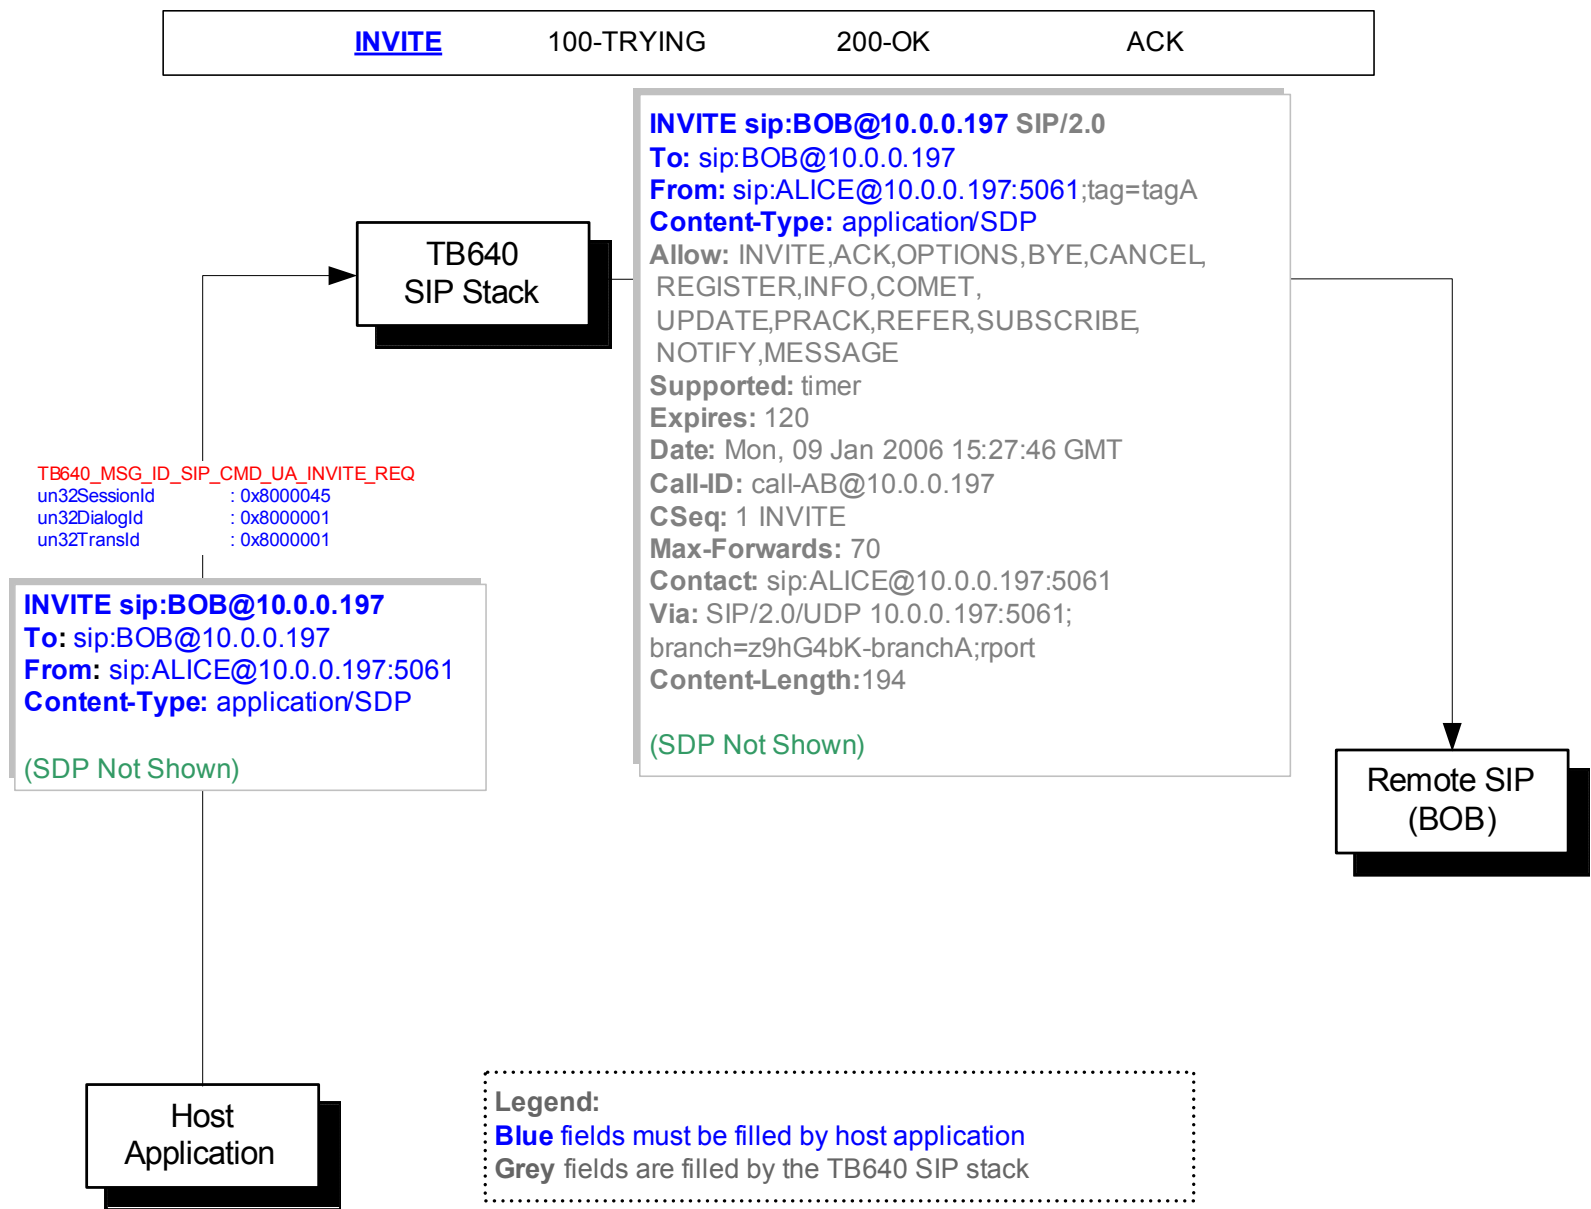 INVITE 100-TRYING 200-OK ACK
INVITE sip:BOB@10.0.0.197 SIP/2.0
To: sip:BOB@10.0.0.197
From: sip:ALICE@10.0.0.197:5061;tag=tagA
Content-Type: application/SDP
Allow: INVITE,ACK,OPTIONS,BYE,CANCEL,
REGISTER,INFO,COMET,
UPDATE,PRACK,REFER,SUBSCRIBE,
NOTIFY,MESSAGE
Supported: timer
Expires: 120
Date: Mon, 09 Jan 2006 15:27:46 GMT
Call-ID: call-AB@10.0.0.197
CSeq: 1 INVITE
Max-Forwards: 70
Contact: sip:ALICE@10.0.0.197:5061
Via: SIP/2.0/UDP 10.0.0.197:5061;
branch=z9hG4bK-branchA;rport
Content-Length:194
(SDP Not Shown)
TB640
SIP Stack
TB640_MSG_ID_SIP_CMD_UA_INVITE_REQ
un32SessionId : 0x8000045
un32DialogId : 0x8000001
un32TransId : 0x8000001
INVITE sip:BOB@10.0.0.197
To: sip:BOB@10.0.0.197
From: sip:ALICE@10.0.0.197:5061
Content-Type: application/SDP
(SDP Not Shown)
Remote SIP
(BOB)
Host
Application
Legend:
Blue fields must be filled by host application
Grey fields are filled by the TB640 SIP stack